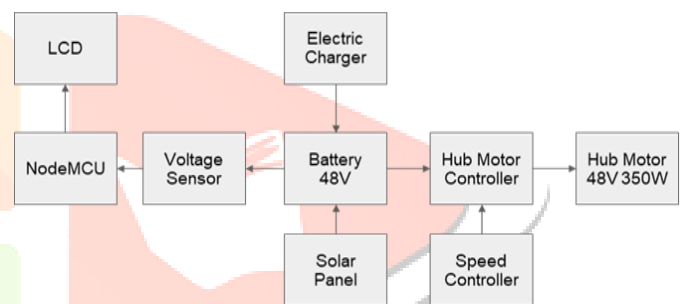 LCD
Electric
Charger
NodeMCU
Voltage
Sensor
Battery
48V
Hub Motor
Controller
Hub Motor
48V 350W
Solar
Panel
Speed
Controller